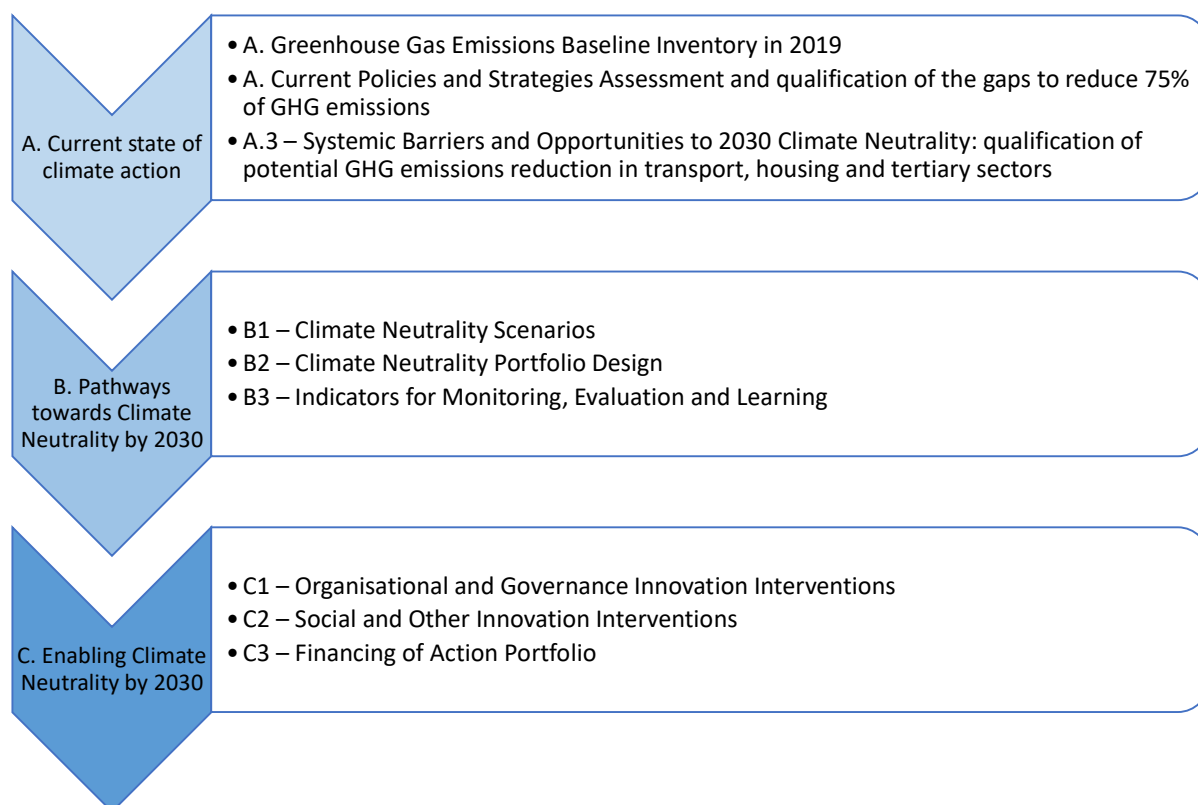 A. Current state of
climate action
• A. Greenhouse Gas Emissions Baseline Inventory in 2019
• A. Current Policies and Strategies Assessment and qualification of the gaps to reduce 75%
of GHG emissions
• A.3 – Systemic Barriers and Opportunities to 2030 Climate Neutrality: qualification of
potential GHG emissions reduction in transport, housing and tertiary sectors
B. Pathways
towards Climate
Neutrality by 2030
• B1 – Climate Neutrality Scenarios
• B2 – Climate Neutrality Portfolio Design
• B3 – Indicators for Monitoring, Evaluation and Learning
C. Enabling Climate
Neutrality by 2030
• C1 – Organisational and Governance Innovation Interventions
• C2 – Social and Other Innovation Interventions
• C3 – Financing of Action Portfolio